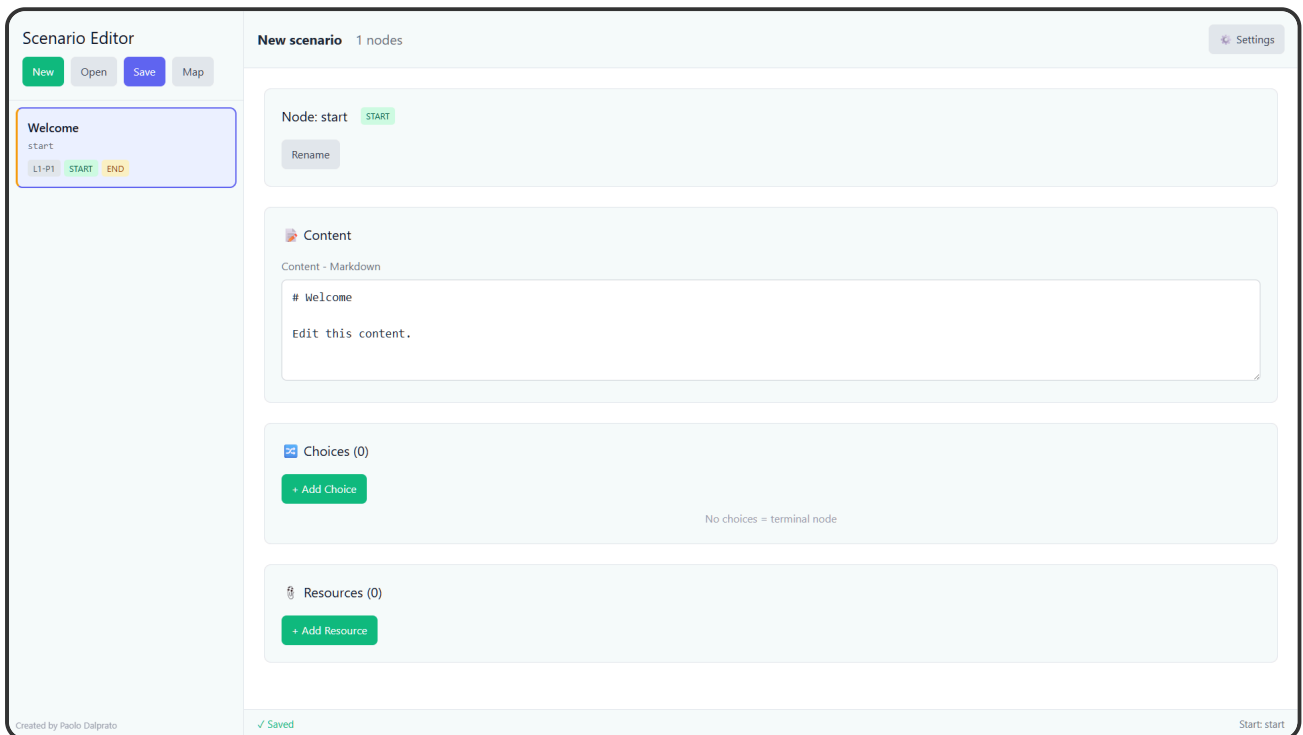 Scenario Editor
New Open Save Map
Welcome
start
L1-P1 START END
Created by Paolo Dalprato
New scenario 1 nodes
Settings
Node: start START
Rename
Content
Content - Markdown
# Welcome
Edit this content.
Choices (0)
+ Add Choice
No choices = terminal node
Resources (0)
+ Add Resource
✓ Saved
Start: start